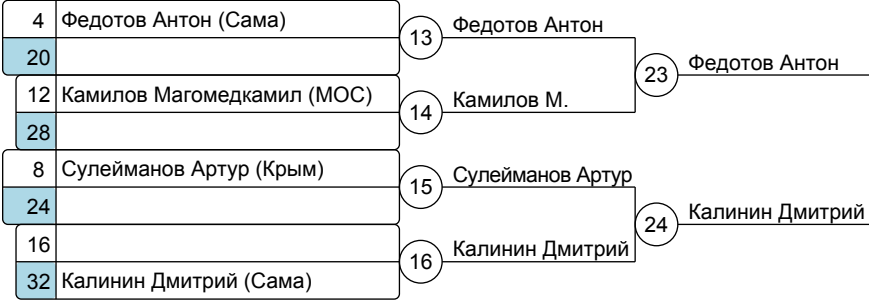 4 Федотов Антон (Сама)
20
13
Федотов Антон
12 Камилов Магомедкамил (МОС)
28
14
Камилов М.
23
Федотов Антон
8 Сулейманов Артур (Крым)
24
15
Сулейманов Артур
16
32 Калинин Дмитрий (Сама)
16
Калинин Дмитрий
24
Калинин Дмитрий